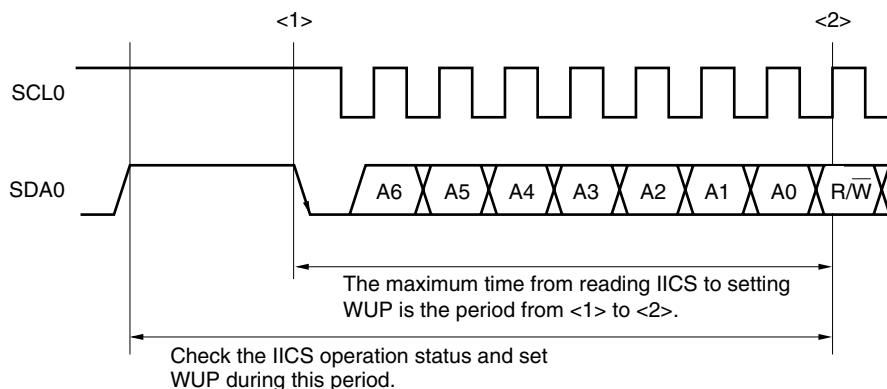 <1>
<2>
SCL0
SDA0
A6 A5 A4 A3 A2 A1 A0 R/W̅
The maximum time from reading IICS to setting
WUP is the period from <1> to <2>.
Check the IICS operation status and set
WUP during this period.